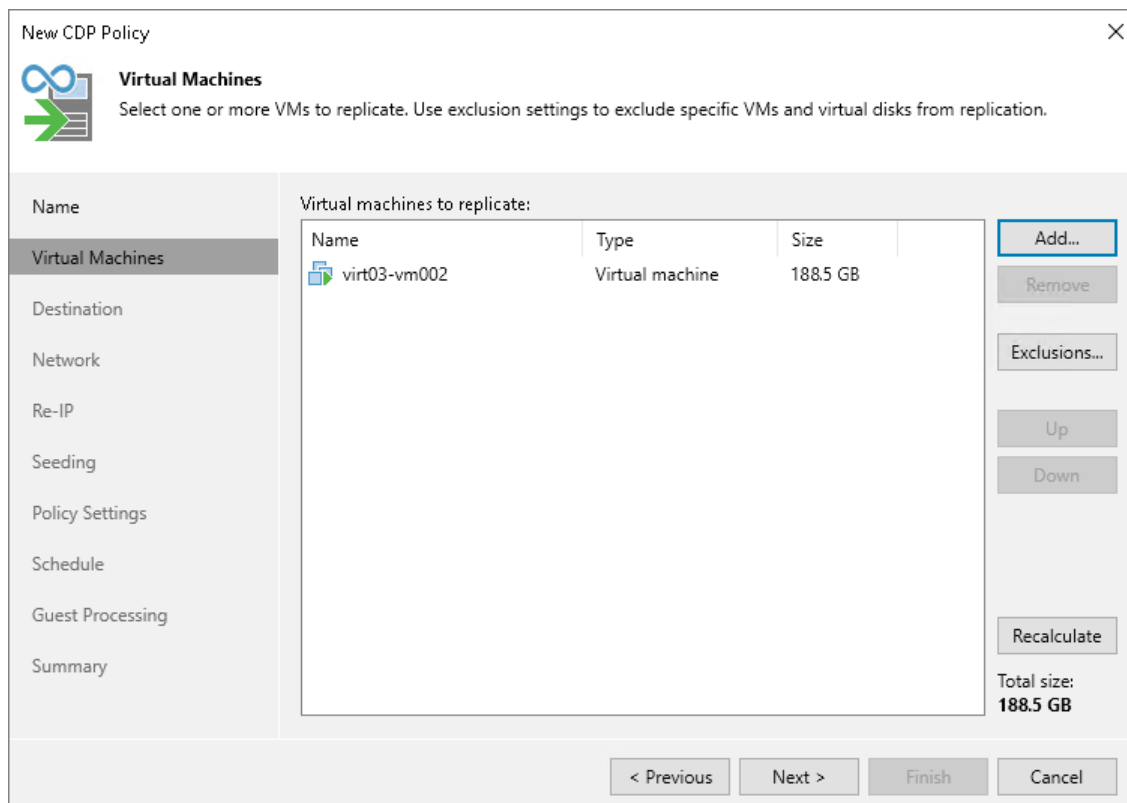 New CDP Policy
Virtual Machines
Select one or more VMs to replicate. Use exclusion settings to exclude specific VMs and virtual disks from replication.
Name
Virtual Machines
Destination
Network
Re-IP
Seeding
Policy Settings
Schedule
Guest Processing
Summary
Virtual machines to replicate:
Name Type Size
virt03-vm002 Virtual machine 188.5 GB
Add...
Remove
Exclusions...
Up
Down
Recalculate
Total size:
188.5 GB
< Previous Next > Finish Cancel